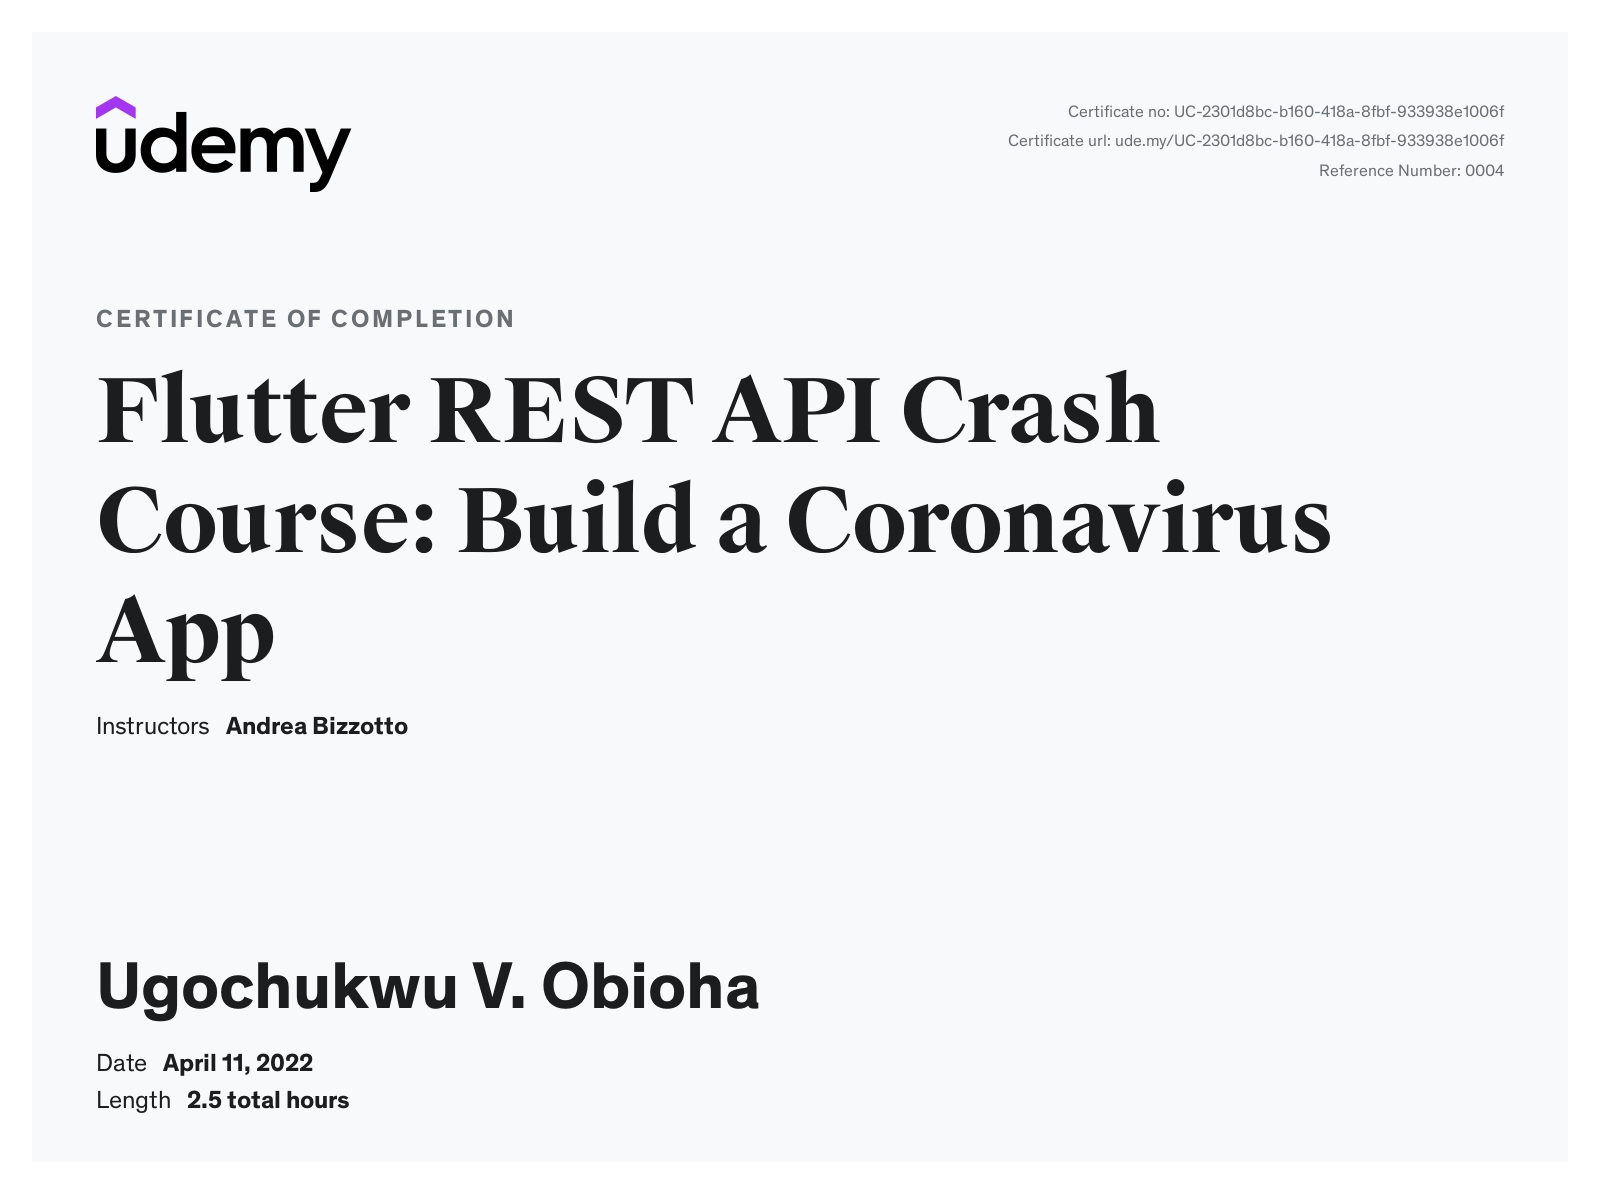 udemy
Certificate no: UC-2301d8bc-b160-418a-8fbf-933938e1006f
Certificate url: ude.my/UC-2301d8bc-b160-418a-8fbf-933938e1006f
Reference Number: 0004
CERTIFICATE OF COMPLETION
Flutter REST API Crash
Course: Build a Coronavirus
App
Instructors Andrea Bizzotto
Ugochukwu V. Obioha
Date April 11, 2022
Length 2.5 total hours